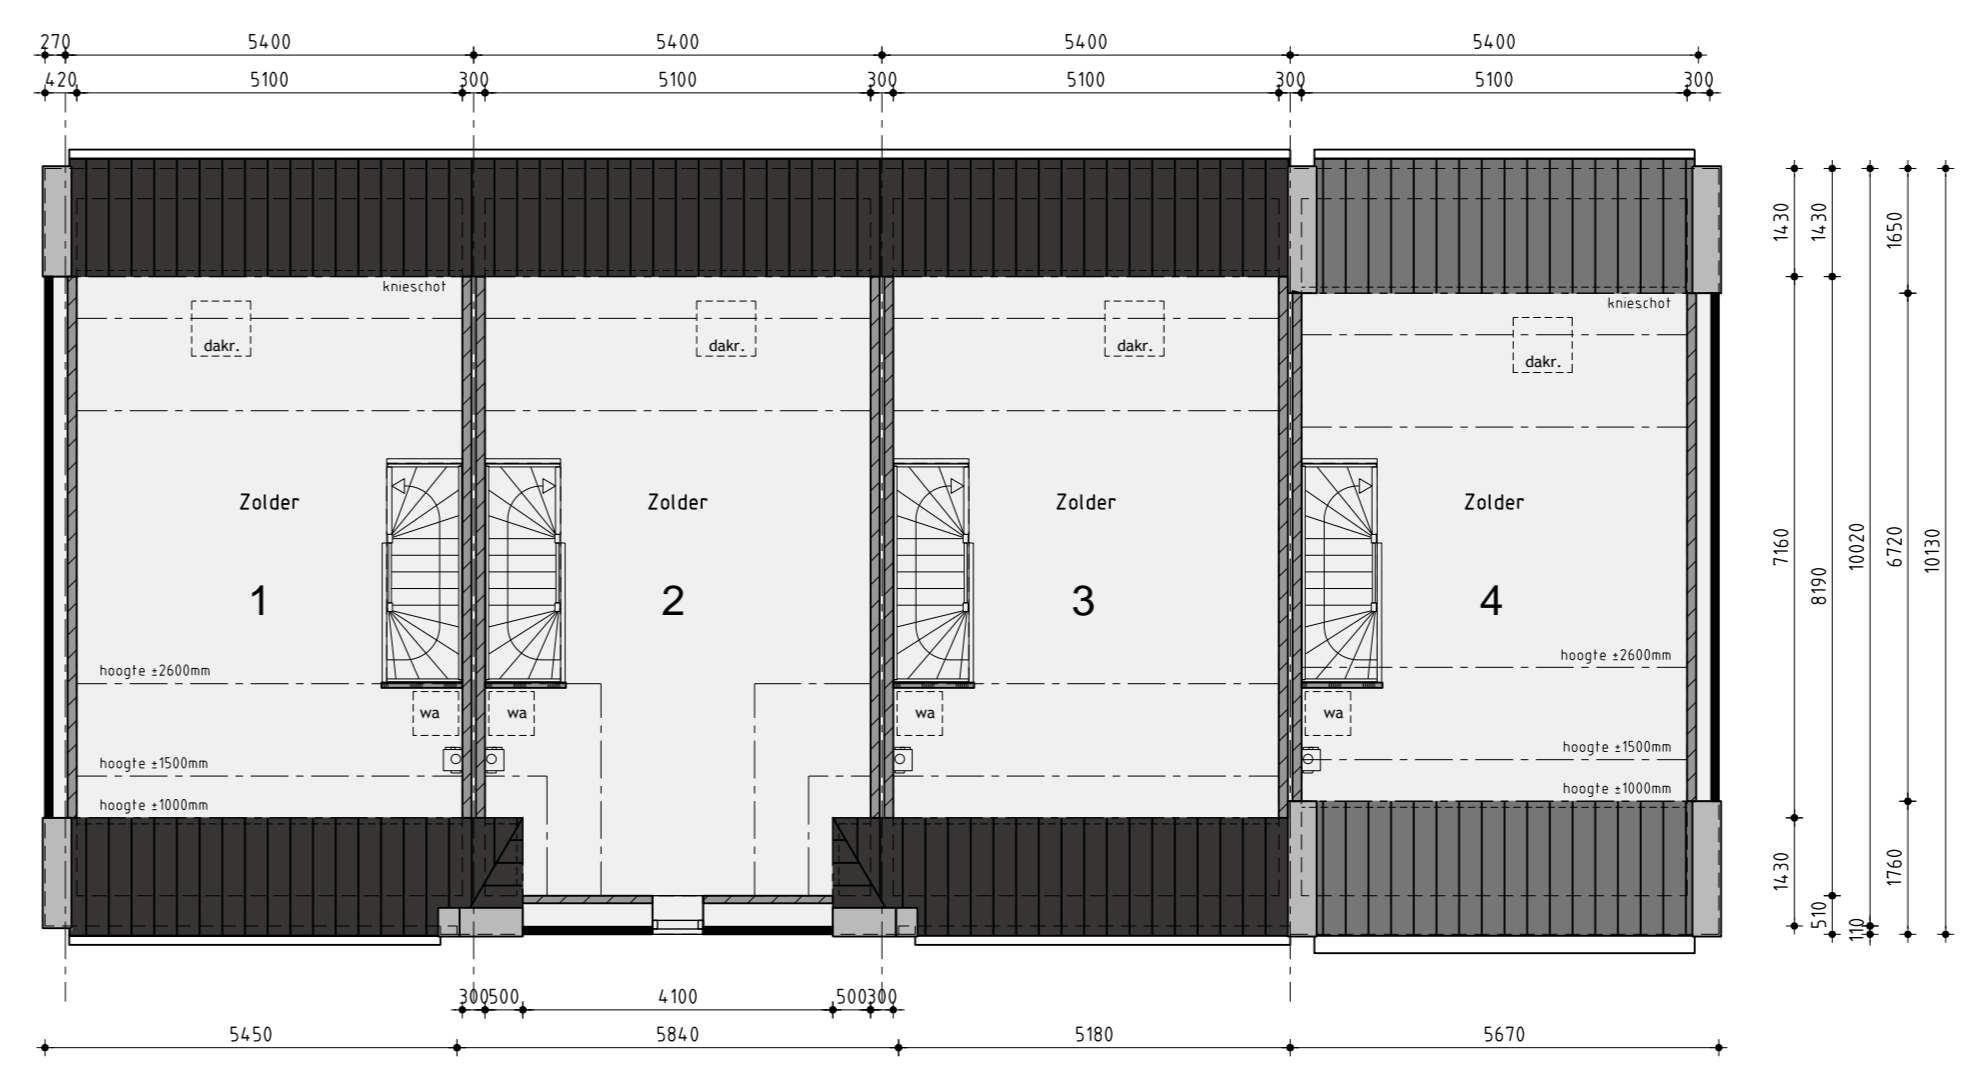 270 5400 5400 5400 5400
420 5100 300 5100 300 5100 300 5100 300
knieschot
knieschot
dakr. dakr. dakr. dakr.
Zolder Zolder Zolder Zolder
1 2 3 4
hoogte ±2600mm
hoogte ±2600mm
wa wa wa wa
hoogte ±1500mm
hoogte ±1500mm
hoogte ±1000mm
hoogte ±1000mm
1430 1430 1650
7160 8190 10020 6720 10130
1430 510 110 1760
300 500 4100 500 300
5450 5840 5180 5670